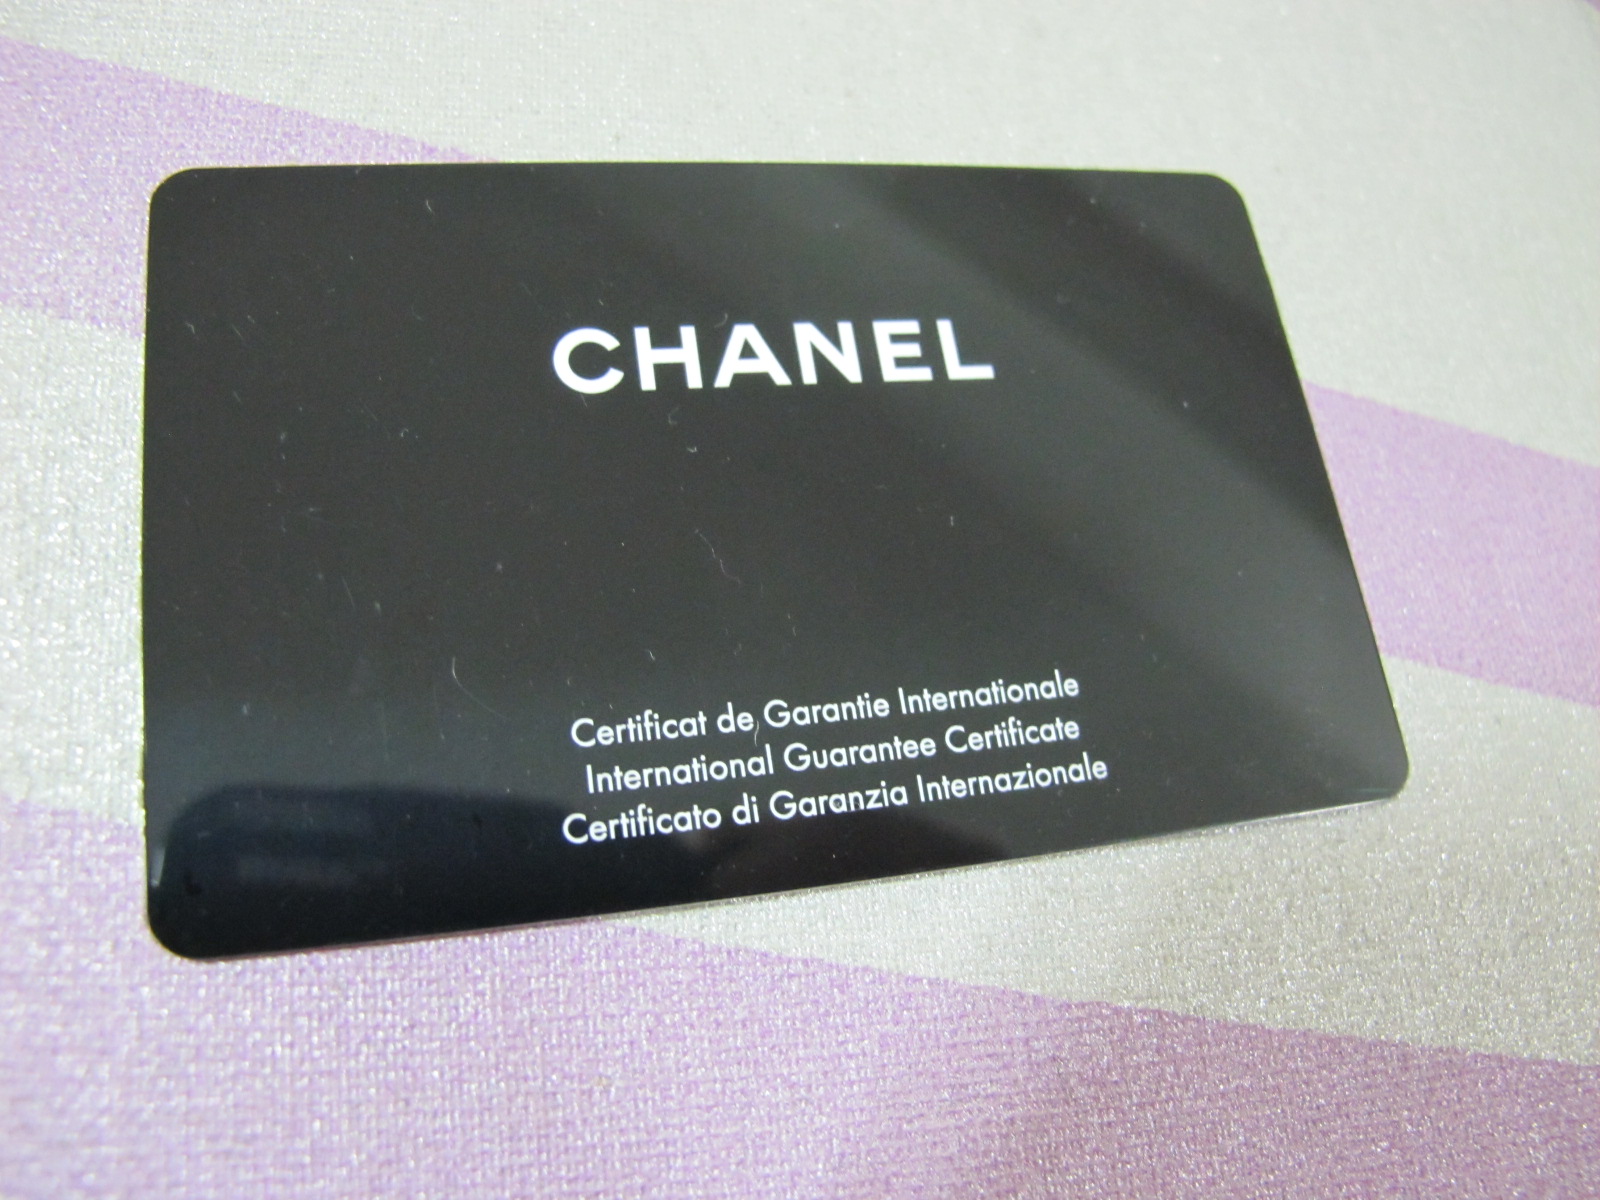 CHANEL
Certificat de Garantie Internationale
International Guarantee Certificate
Certificato di Garanzia Internazionale